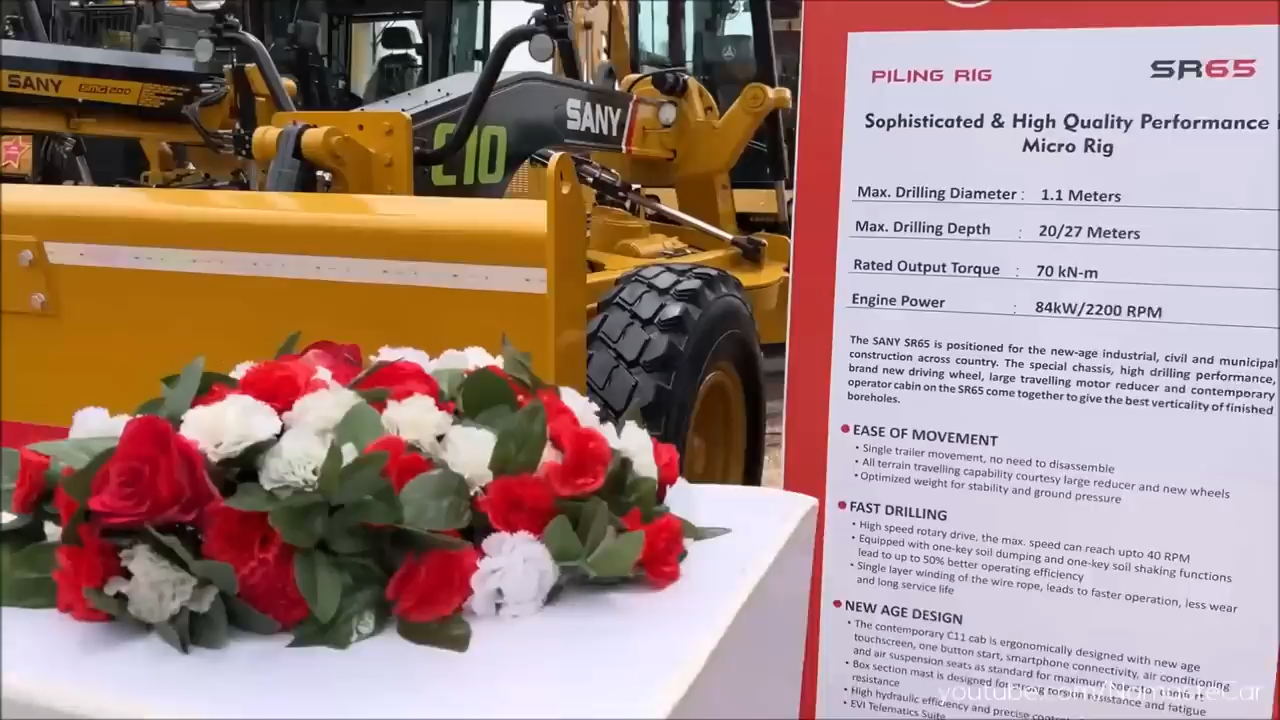 SANY SMG 200
SANY
C10
PILING RIG
SR65
Sophisticated & High Quality Performance
Micro Rig
Max. Drilling Diameter : 1.1 Meters
Max. Drilling Depth : 20/27 Meters
Rated Output Torque : 70 kN-m
Engine Power : 84kW/2200 RPM
The SANY SR65 is positioned for the new-age industrial, civil and municipal
construction across country. The special chassis, high drilling performance,
brand new driving wheel, large travelling motor reducer and contemporary
operator cabin on the SR65 come together to give the best verticality of finished
boreholes.
• EASE OF MOVEMENT
• Single trailer movement, no need to disassemble
• All terrain travelling capability courtesy large reducer and new wheels
• Optimized weight for stability and ground pressure
• FAST DRILLING
• High speed rotary drive, the max. speed can reach upto 40 RPM
• Equipped with one-key soil dumping and one-key soil shaking functions
lead to up to 50% better operating efficiency
• Single layer winding of the wire rope, leads to faster operation, less wear
and long service life
• NEW AGE DESIGN
• The contemporary C11 cab is ergonomically designed with new age
touchscreen, one button start, smartphone connectivity, air conditioning
and air suspension seats as standard for maximum
• Box section mast is designed for strong torsion resistance and fatigue
resistance
• High hydraulic efficiency and precise
• EVI Telematics Suite
youtube.com/NamasteCar